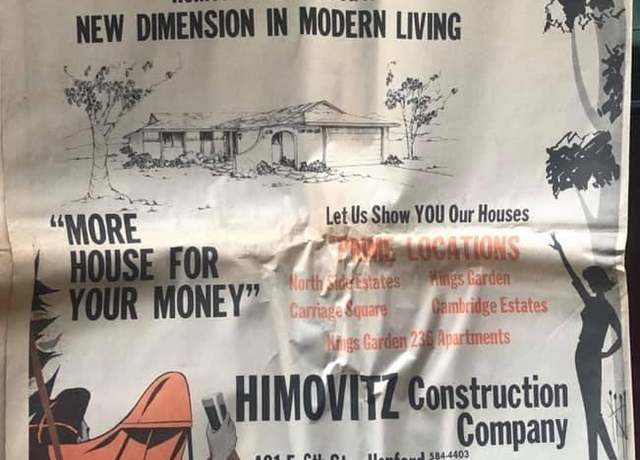 NEW DIMENSION IN MODERN LIVING
Let Us Show YOU Our Houses
"MORE
HOUSE FOR
YOUR MONEY"
PRIME LOCATIONS
North Side Estates Kings Garden
Carriage Square Cambridge Estates
Kings Garden 236 Apartments
HIMOVITZ Construction
Company
Hanford 584-4403